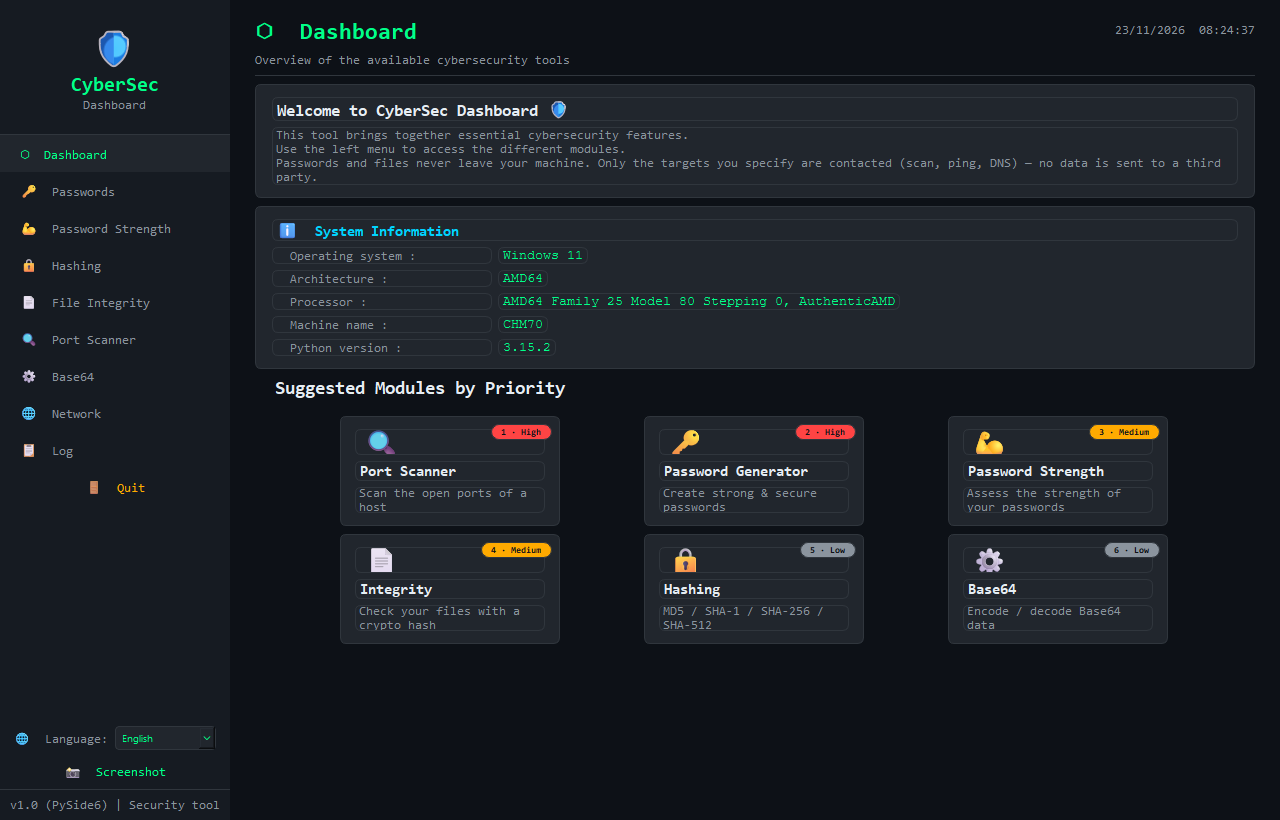 CyberSec
Dashboard
Dashboard
Passwords
Password Strength
Hashing
File Integrity
Port Scanner
Base64
Network
Log
Quit
Language: English
Screenshot
v1.0 (PySide6) | Security tool
Dashboard
23/11/2026 08:24:37
Overview of the available cybersecurity tools
Welcome to CyberSec Dashboard
This tool brings together essential cybersecurity features.
Use the left menu to access the different modules.
Passwords and files never leave your machine. Only the targets you specify are contacted (scan, ping, DNS) — no data is sent to a third
party.
System Information
Operating system : Windows 11
Architecture : AMD64
Processor : AMD64 Family 25 Model 80 Stepping 0, AuthenticAMD
Machine name : CHM70
Python version : 3.15.2
Suggested Modules by Priority
1 · High
Port Scanner
Scan the open ports of a
host
2 · High
Password Generator
Create strong & secure
passwords
3 · Medium
Password Strength
Assess the strength of
your passwords
4 · Medium
Integrity
Check your files with a
crypto hash
5 · Low
Hashing
MD5 / SHA-1 / SHA-256 /
SHA-512
6 · Low
Base64
Encode / decode Base64
data